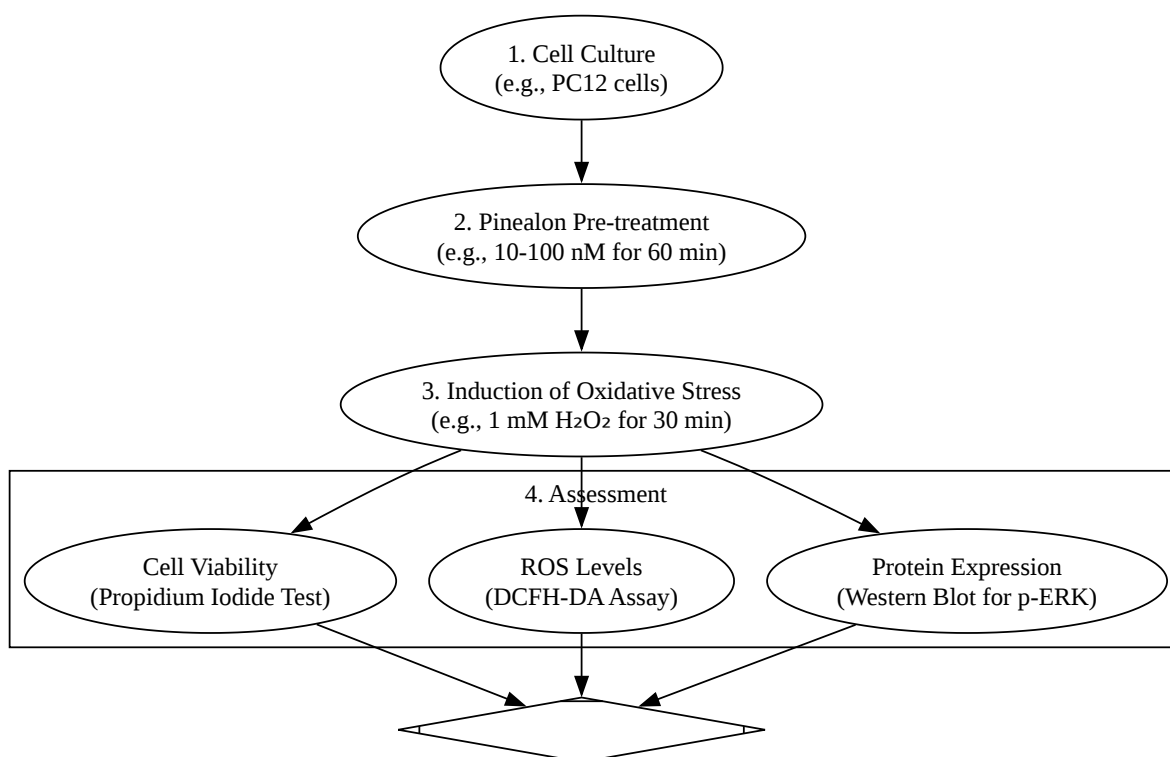 1. Cell Culture
(e.g., PC12 cells)
2. Pinealon Pre-treatment
(e.g., 10-100 nM for 60 min)
3. Induction of Oxidative Stress
(e.g., 1 mM H₂O₂ for 30 min)
4. Assessment
Cell Viability
(Propidium Iodide Test)
ROS Levels
(DCFH-DA Assay)
Protein Expression
(Western Blot for p-ERK)